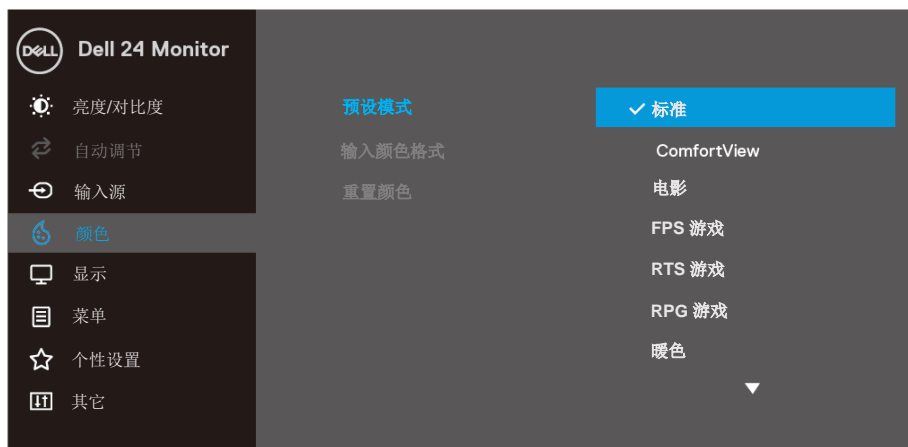 DELL Dell 24 Monitor
亮度/对比度
自动调节
输入源
颜色
显示
菜单
个性设置
其它
预设模式
输入颜色格式
重置颜色
标准
ComfortView
电影
FPS 游戏
RTS 游戏
RPG 游戏
暖色